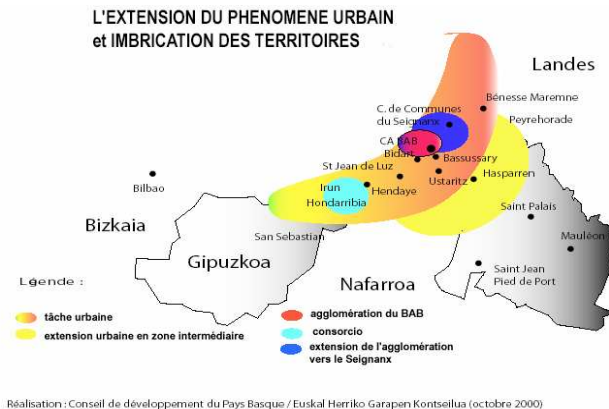 L'EXTENSION DU PHENOMENE URBAIN
et IMBRICATION DES TERRITOIRES
Landes
Bénesse Maremne
C. de Communes
du Seignanx
Peyrehorade
CA BAB
Bidart
Bassussary
St Jean de Luz
Ustaritz
Hasparren
Bilbao
Irun
Hendaye
Hondarribia
Saint Palais
Bizkaia
San Sebastian
Mauléon
Gipuzkoa
Nafarroa
Saint Jean
Pied de Port
Légende :
tâche urbaine
extension urbaine en zone intermédiaire
agglomération du BAB
consorcio
extension de l'agglomération
vers le Seignanx
Réalisation : Conseil de développement du Pays Basque / Euskal Herriko Garapen Kontseilua (octobre 2000)